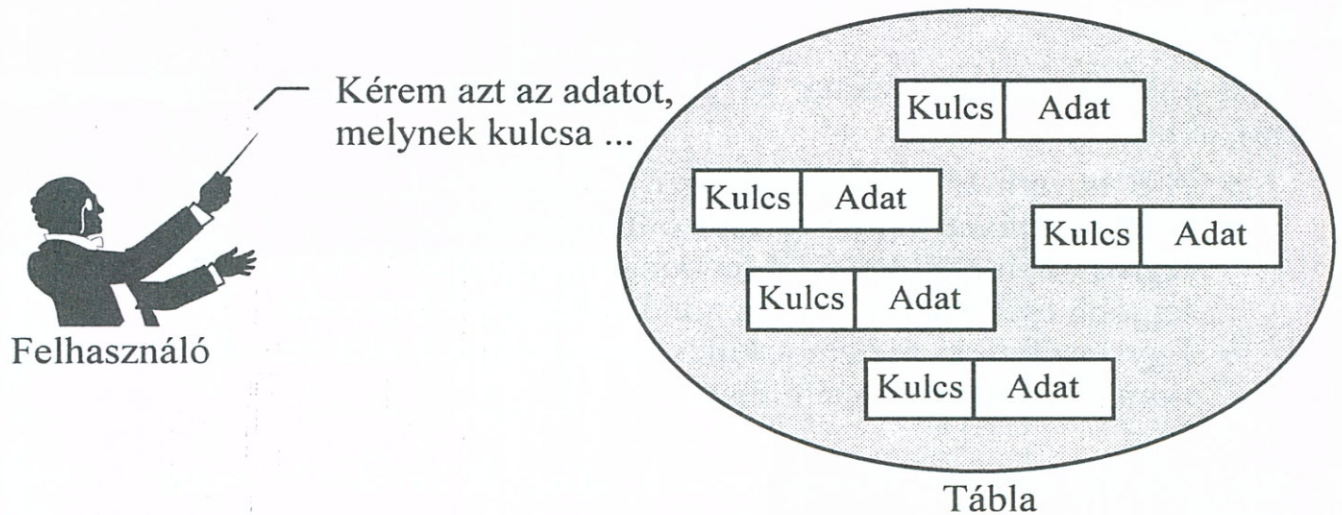 Kérem azt az adatot,
melynek kulcsa ...
Felhasználó
Kulcs Adat
Kulcs Adat
Kulcs Adat
Kulcs Adat
Kulcs Adat
Tábla